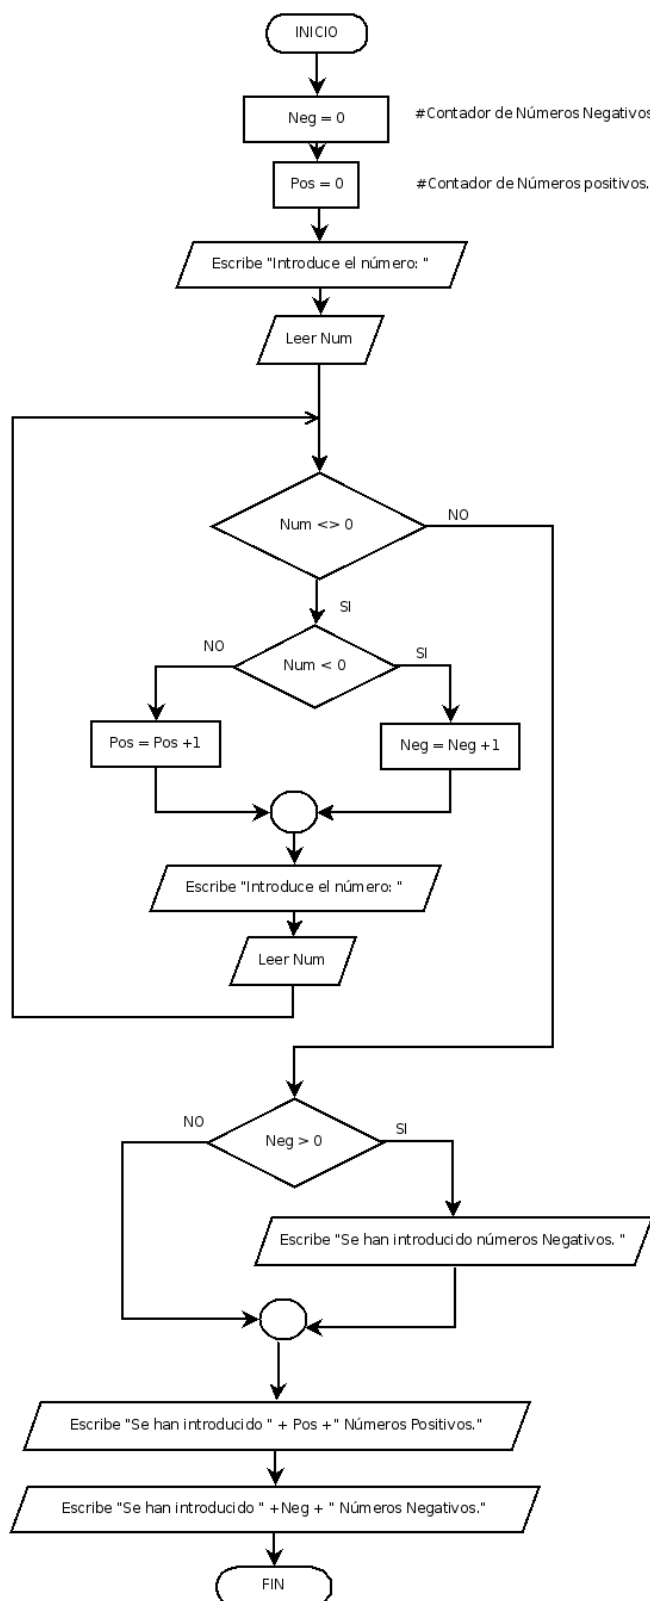 INICIO
Neg = 0
#Contador de Números Negativos
Pos = 0
#Contador de Números positivos.
Escribe "Introduce el número: "
Leer Num
Num <> 0
NO
SI
Num < 0
NO
SI
Pos = Pos +1
Neg = Neg +1
Escribe "Introduce el número: "
Leer Num
Neg > 0
NO
SI
Escribe "Se han introducido números Negativos. "
Escribe "Se han introducido " + Pos +" Números Positivos."
Escribe "Se han introducido " +Neg + " Números Negativos."
FIN